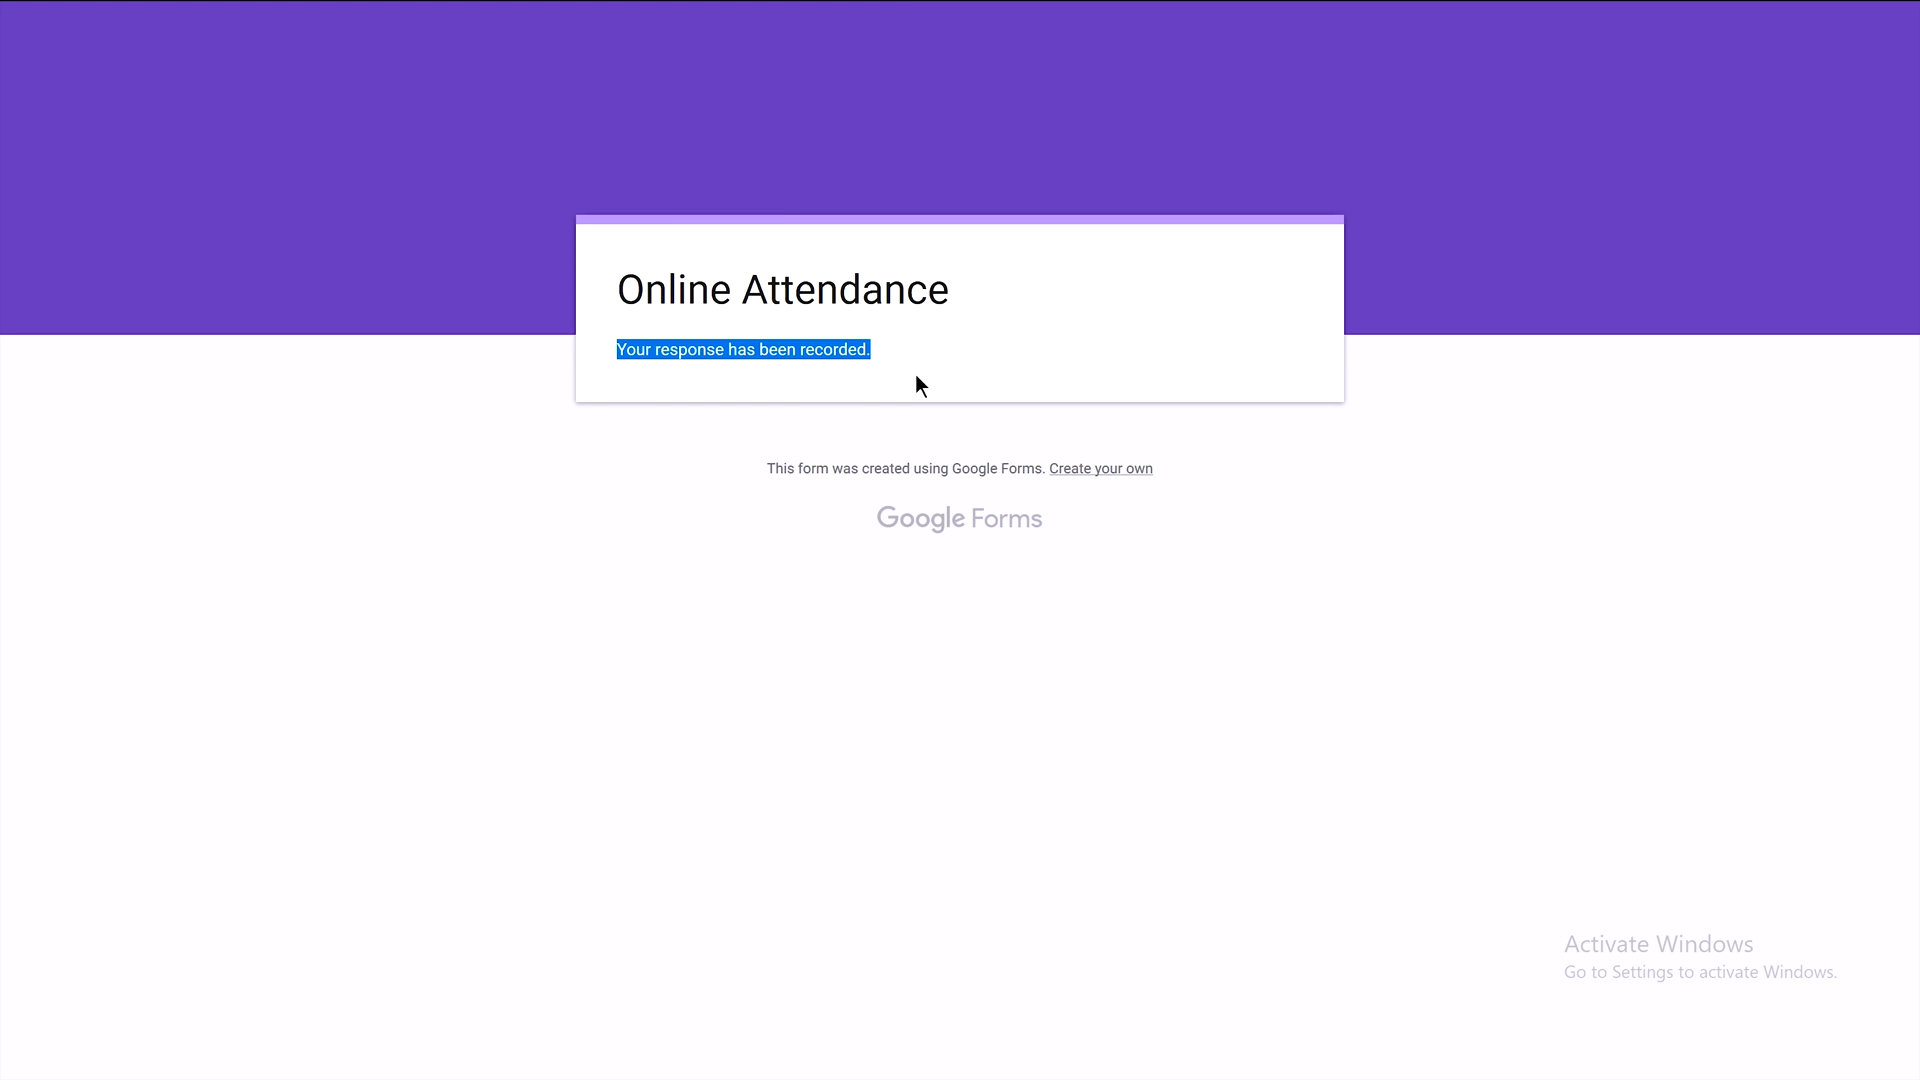 Online Attendance
Your response has been recorded.
This form was created using Google Forms. Create your own
Google Forms
Activate Windows
Go to Settings to activate Windows.